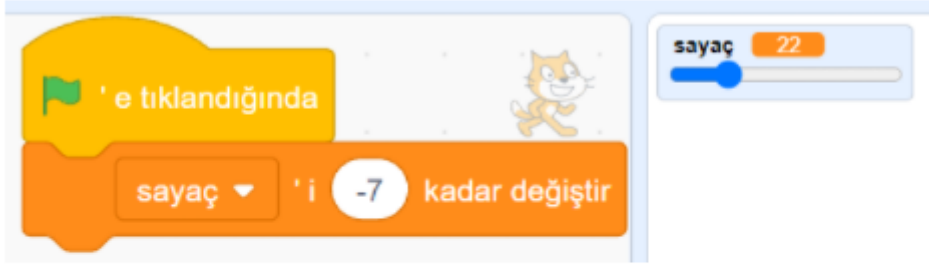 ' e tıklandığında
sayaç ' i -7 kadar değiştir
sayaç 22